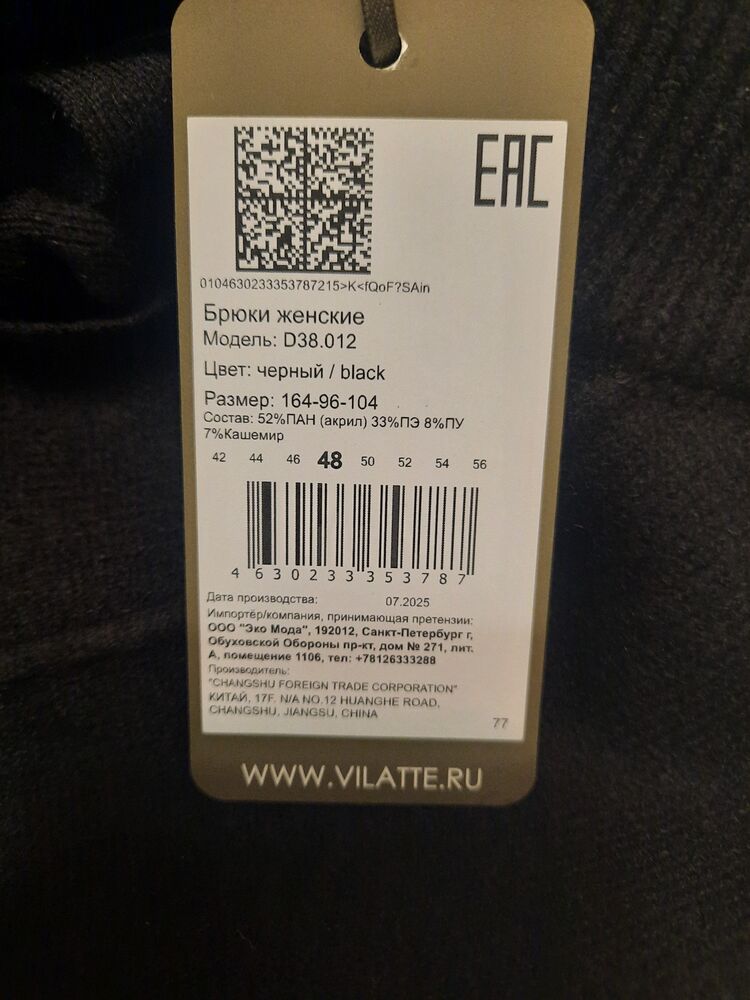 EAC
0104630233353787215>K<fQoF?SAin
Брюки женские
Модель: D38.012
Цвет: черный / black
Размер: 164-96-104
Состав: 52%ПАН (акрил) 33%ПЭ 8%ПУ
7%Кашемир
42 44 46 48 50 52 54 56
4 630233 353787
Дата производства: 07.2025
Импортёр/компания, принимающая претензии:
ООО "Эко Мода", 192012, Санкт-Петербург г,
Обуховской Обороны пр-кт, дом № 271, лит.
А, помещение 1106, тел: +78126333288
Производитель:
"CHANGSHU FOREIGN TRADE CORPORATION"
КИТАЙ, 17F. N/A NO.12 HUANGHE ROAD,
CHANGSHU, JIANGSU, CHINA
77
WWW.VILATTE.RU